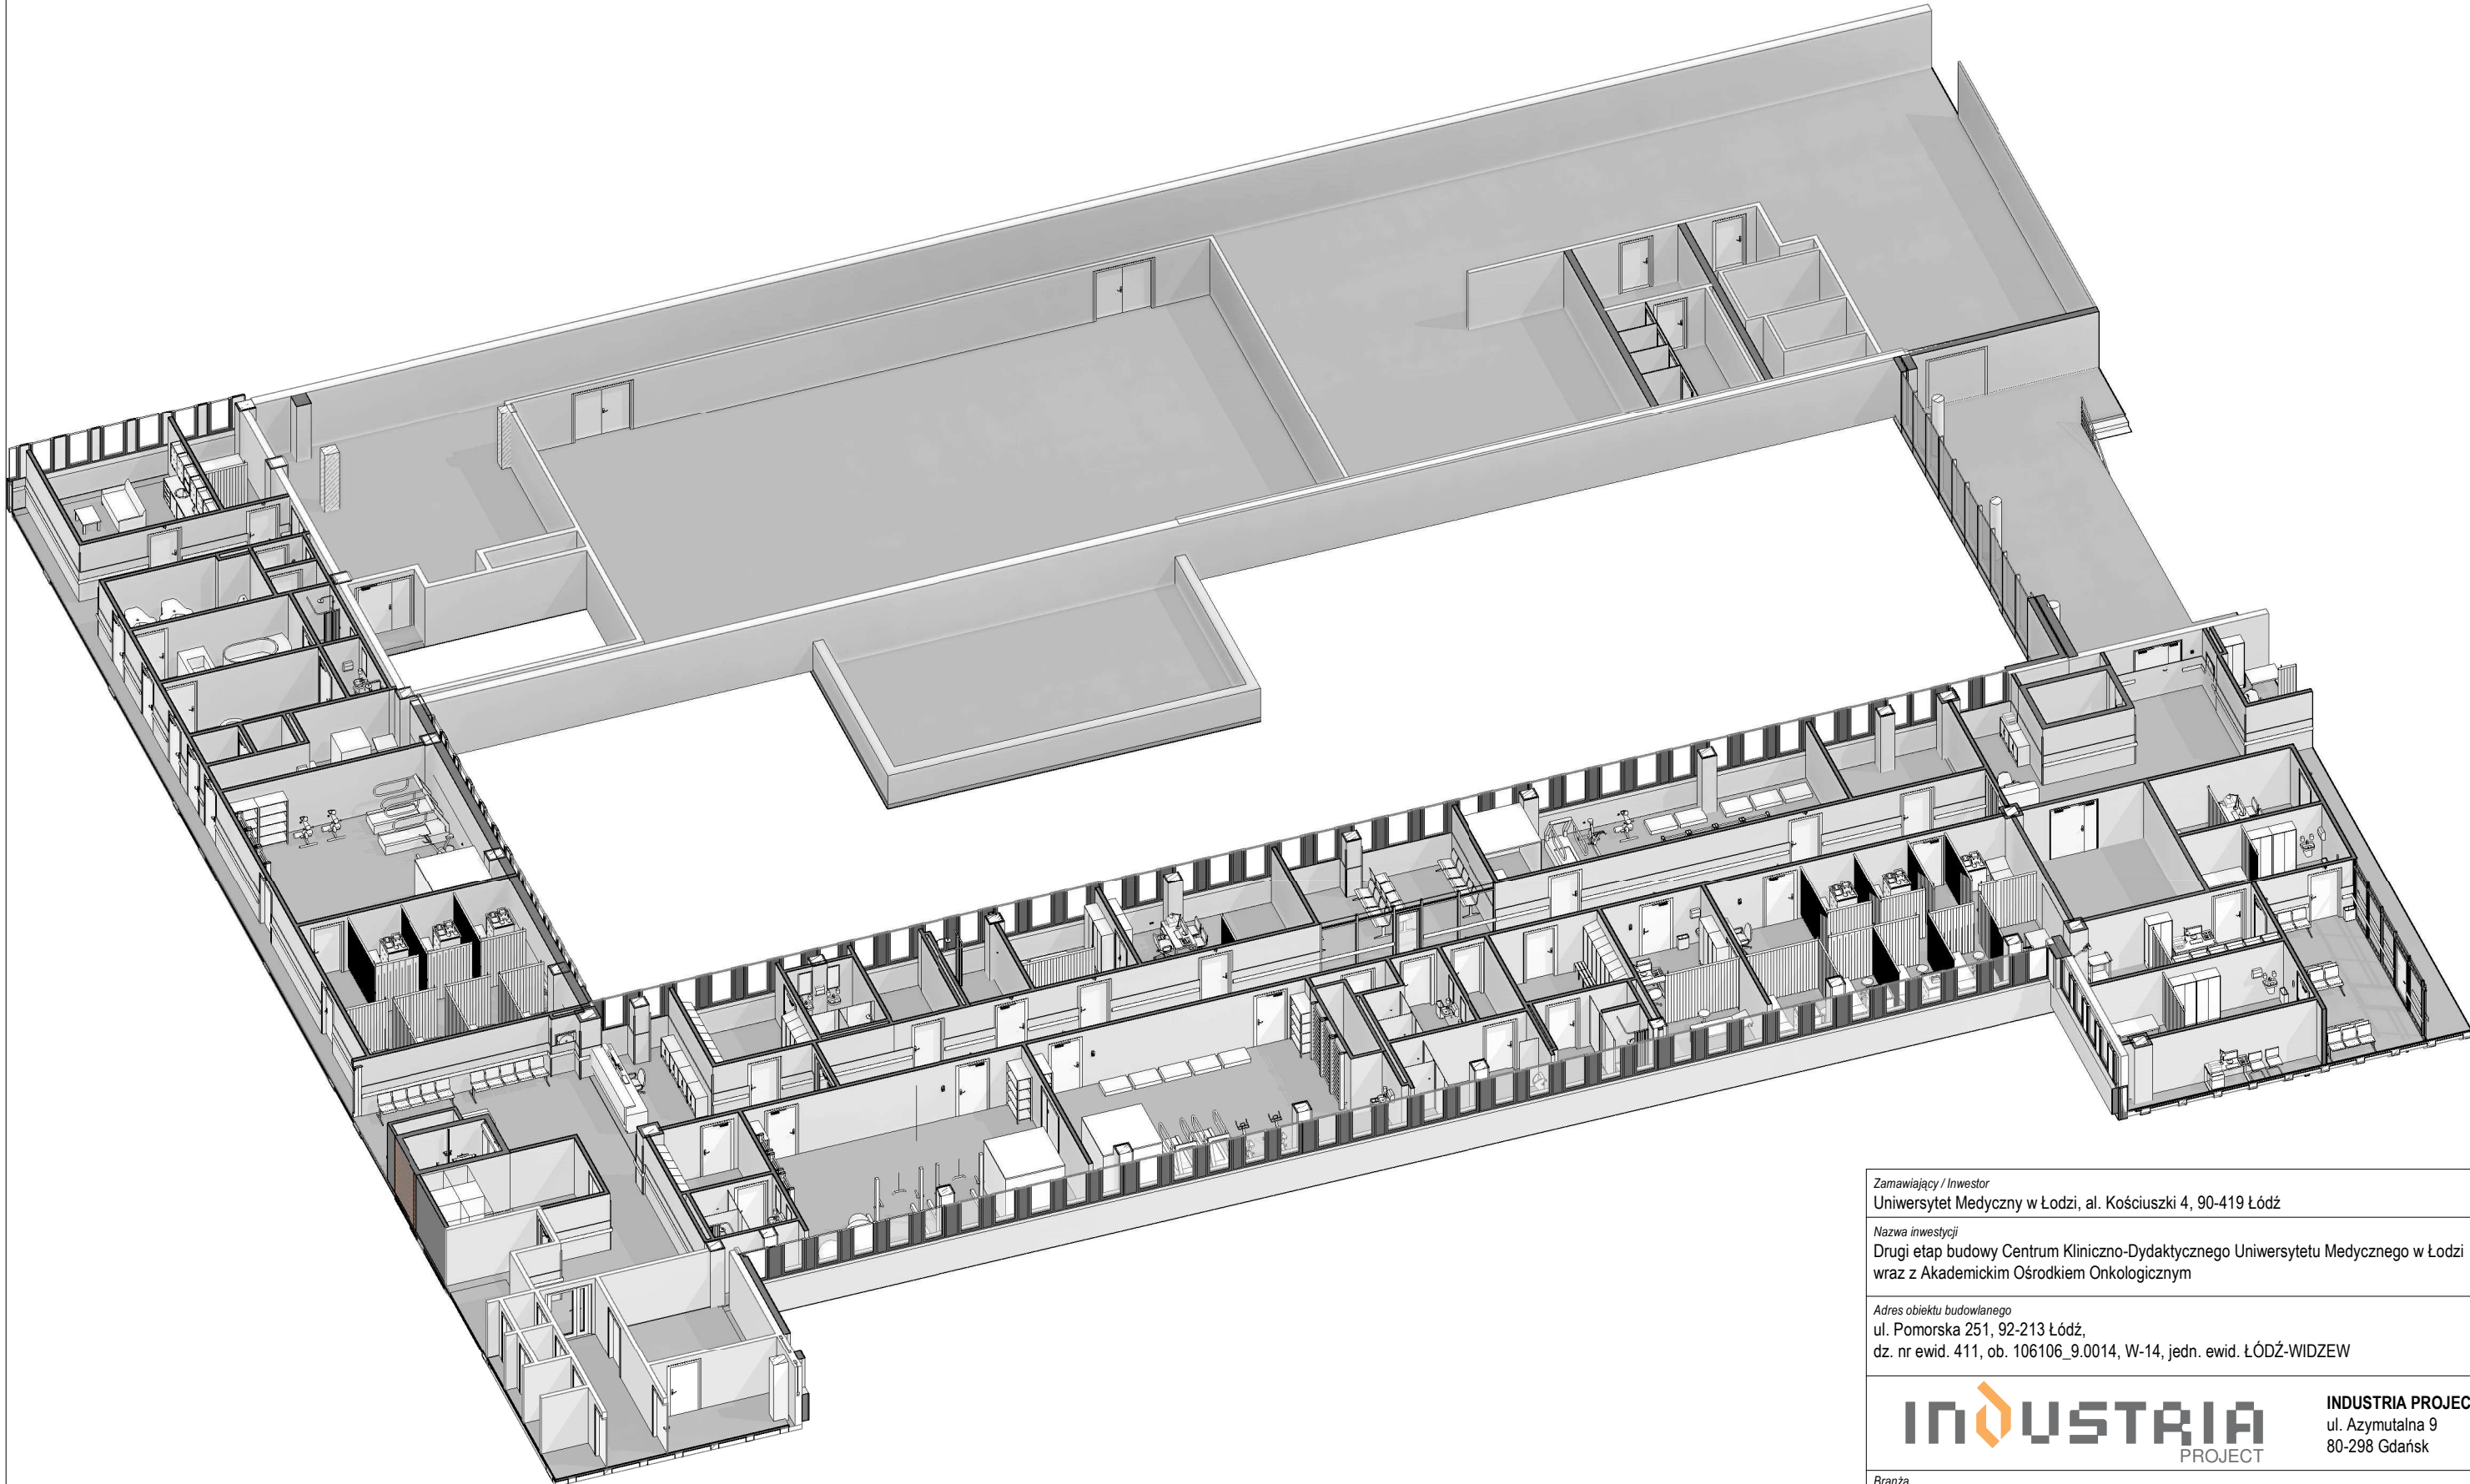 Zamawiający / Inwestor
Uniwersytet Medyczny w Łodzi, al. Kościuszki 4, 90-419 Łódź
Nazwa inwestycji
Drugi etap budowy Centrum Kliniczno-Dydaktycznego Uniwersytetu Medycznego w Łodzi
wraz z Akademickim Ośrodkiem Onkologicznym
Adres obiektu budowlanego
ul. Pomorska 251, 92-213 Łódź,
dz. nr ewid. 411, ob. 106106_9.0014, W-14, jedn. ewid. ŁÓDŹ-WIDZEW
INDUSTRIA
PROJECT
INDUSTRIA PROJEC
ul. Azymutalna 9
80-298 Gdańsk
Branża